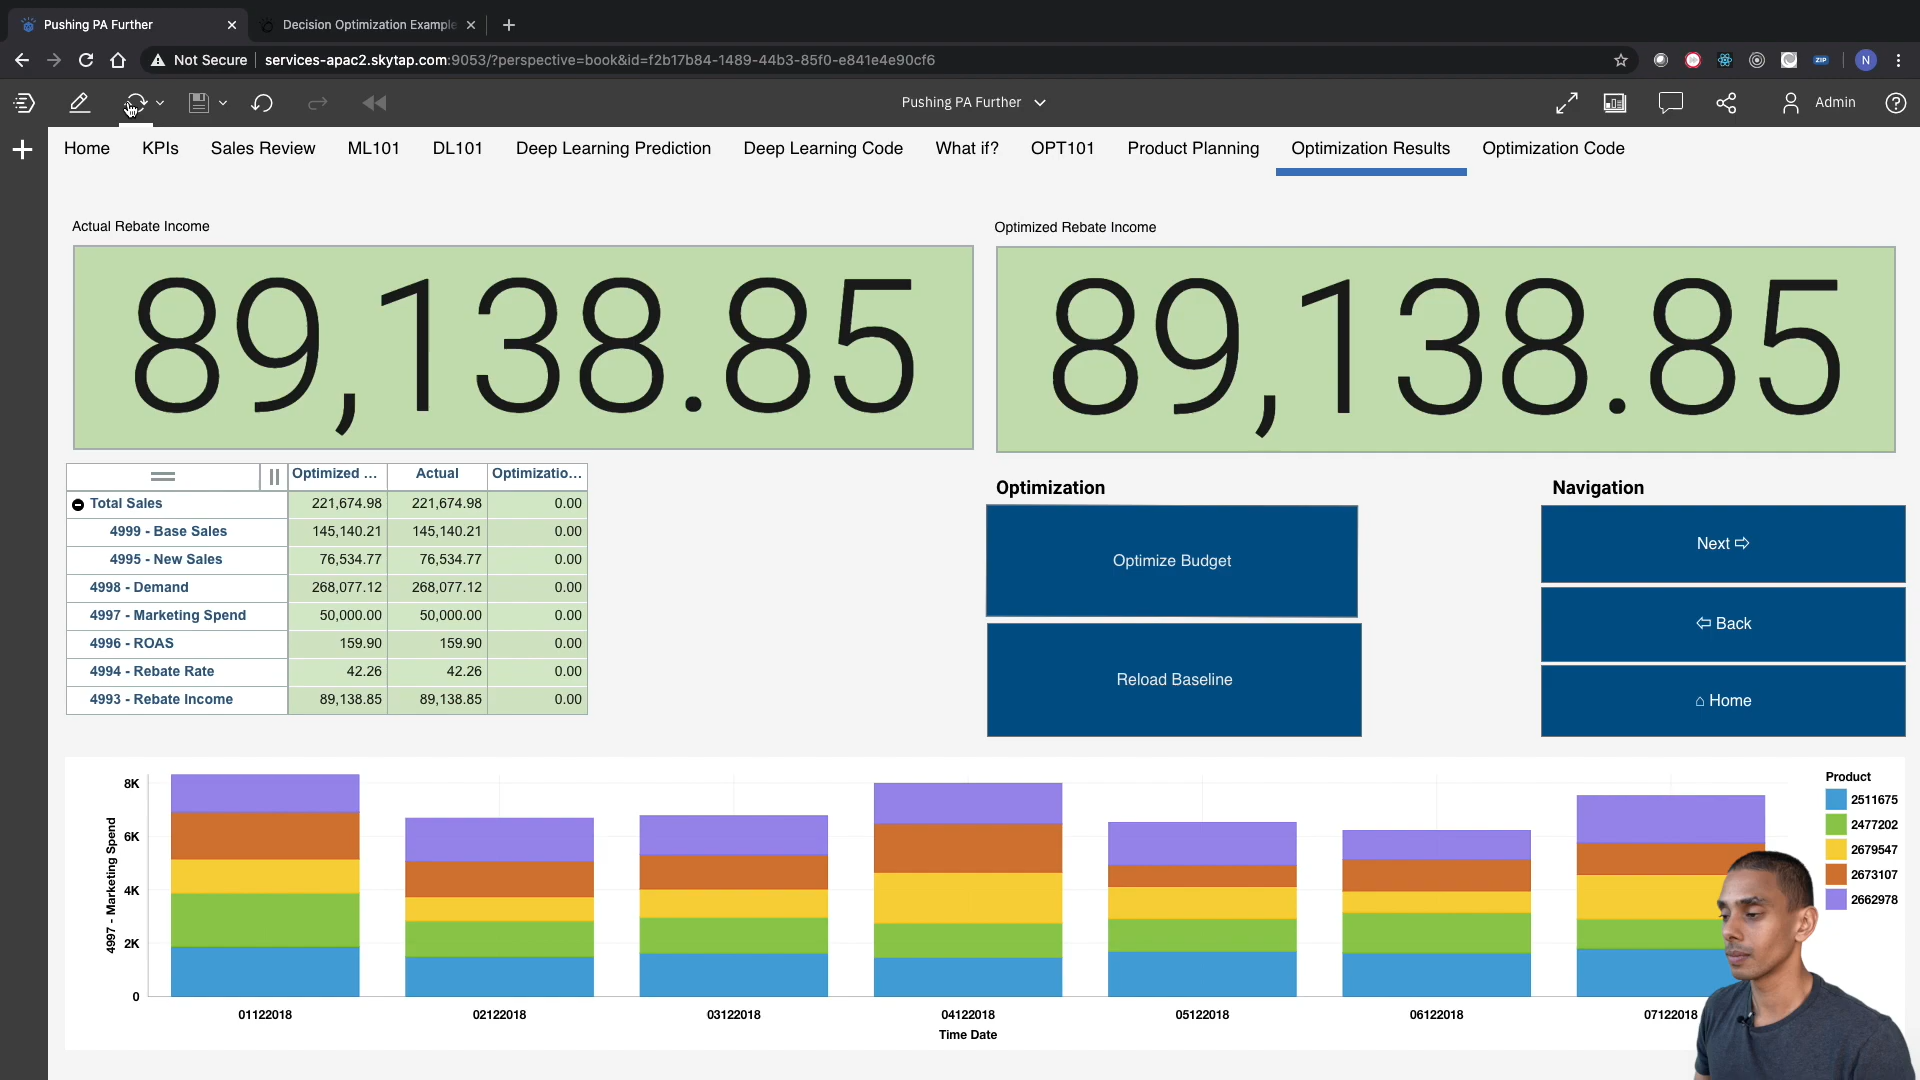 Pushing PA Further
Decision Optimization Example
Not Secure
services-apac2.skytap.com:9053/?perspective=book&id=f2b17b84-1489-44b3-85f0-e841e4e90cf6
ZIP
N
Pushing PA Further
Admin
Home KPIs Sales Review ML101 DL101 Deep Learning Prediction Deep Learning Code What if? OPT101 Product Planning Optimization Results Optimization Code
Actual Rebate Income
Optimized Rebate Income
89,138.85
89,138.85
Optimized ... Actual Optimizatio...
Total Sales 221,674.98 221,674.98 0.00
4999 - Base Sales 145,140.21 145,140.21 0.00
4995 - New Sales 76,534.77 76,534.77 0.00
4998 - Demand 268,077.12 268,077.12 0.00
4997 - Marketing Spend 50,000.00 50,000.00 0.00
4996 - ROAS 159.90 159.90 0.00
4994 - Rebate Rate 42.26 42.26 0.00
4993 - Rebate Income 89,138.85 89,138.85 0.00
Optimization
Optimize Budget
Reload Baseline
Navigation
Next ⇨
⇦ Back
⌂ Home
4997 - Marketing Spend
8K
6K
4K
2K
0
01122018 02122018 03122018 04122018 05122018 06122018 07122018
Time Date
Product
2511675
2477202
2679547
2673107
2662978